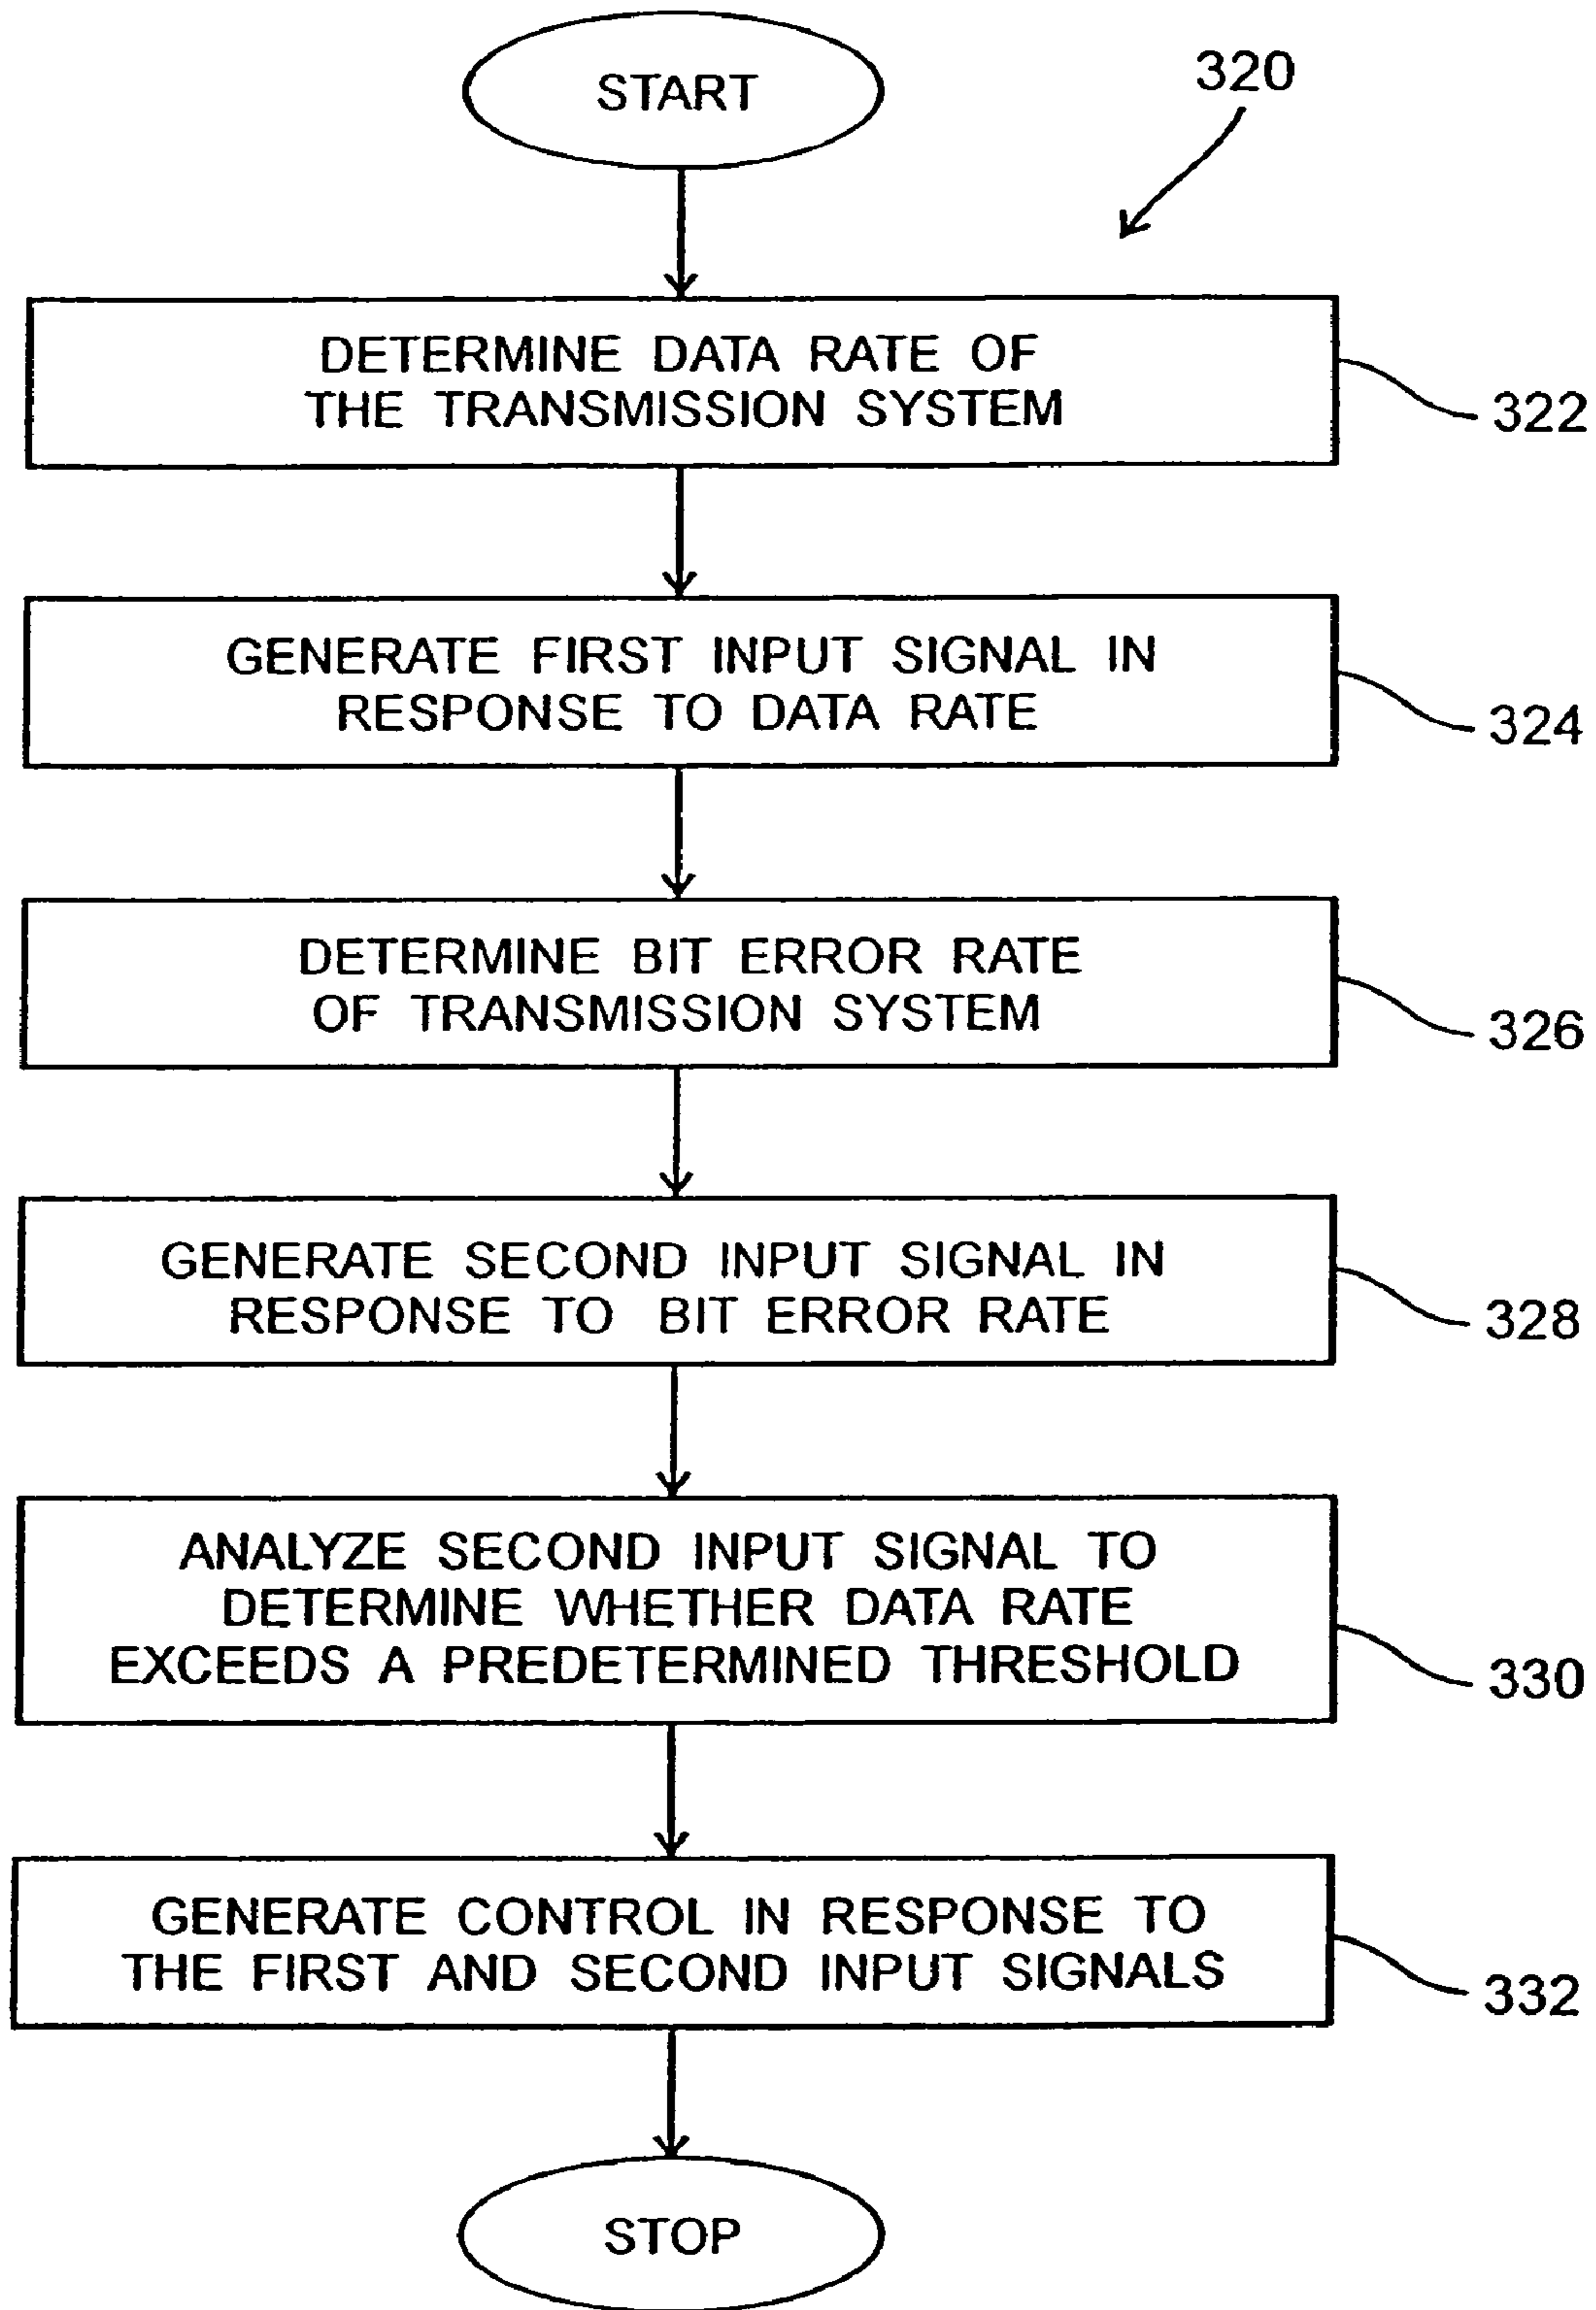 START
320
DETERMINE DATA RATE OF
THE TRANSMISSION SYSTEM
322
GENERATE FIRST INPUT SIGNAL IN
RESPONSE TO DATA RATE
324
DETERMINE BIT ERROR RATE
OF TRANSMISSION SYSTEM
326
GENERATE SECOND INPUT SIGNAL IN
RESPONSE TO BIT ERROR RATE
328
ANALYZE SECOND INPUT SIGNAL TO
DETERMINE WHETHER DATA RATE
EXCEEDS A PREDETERMINED THRESHOLD
330
GENERATE CONTROL IN RESPONSE TO
THE FIRST AND SECOND INPUT SIGNALS
332
STOP